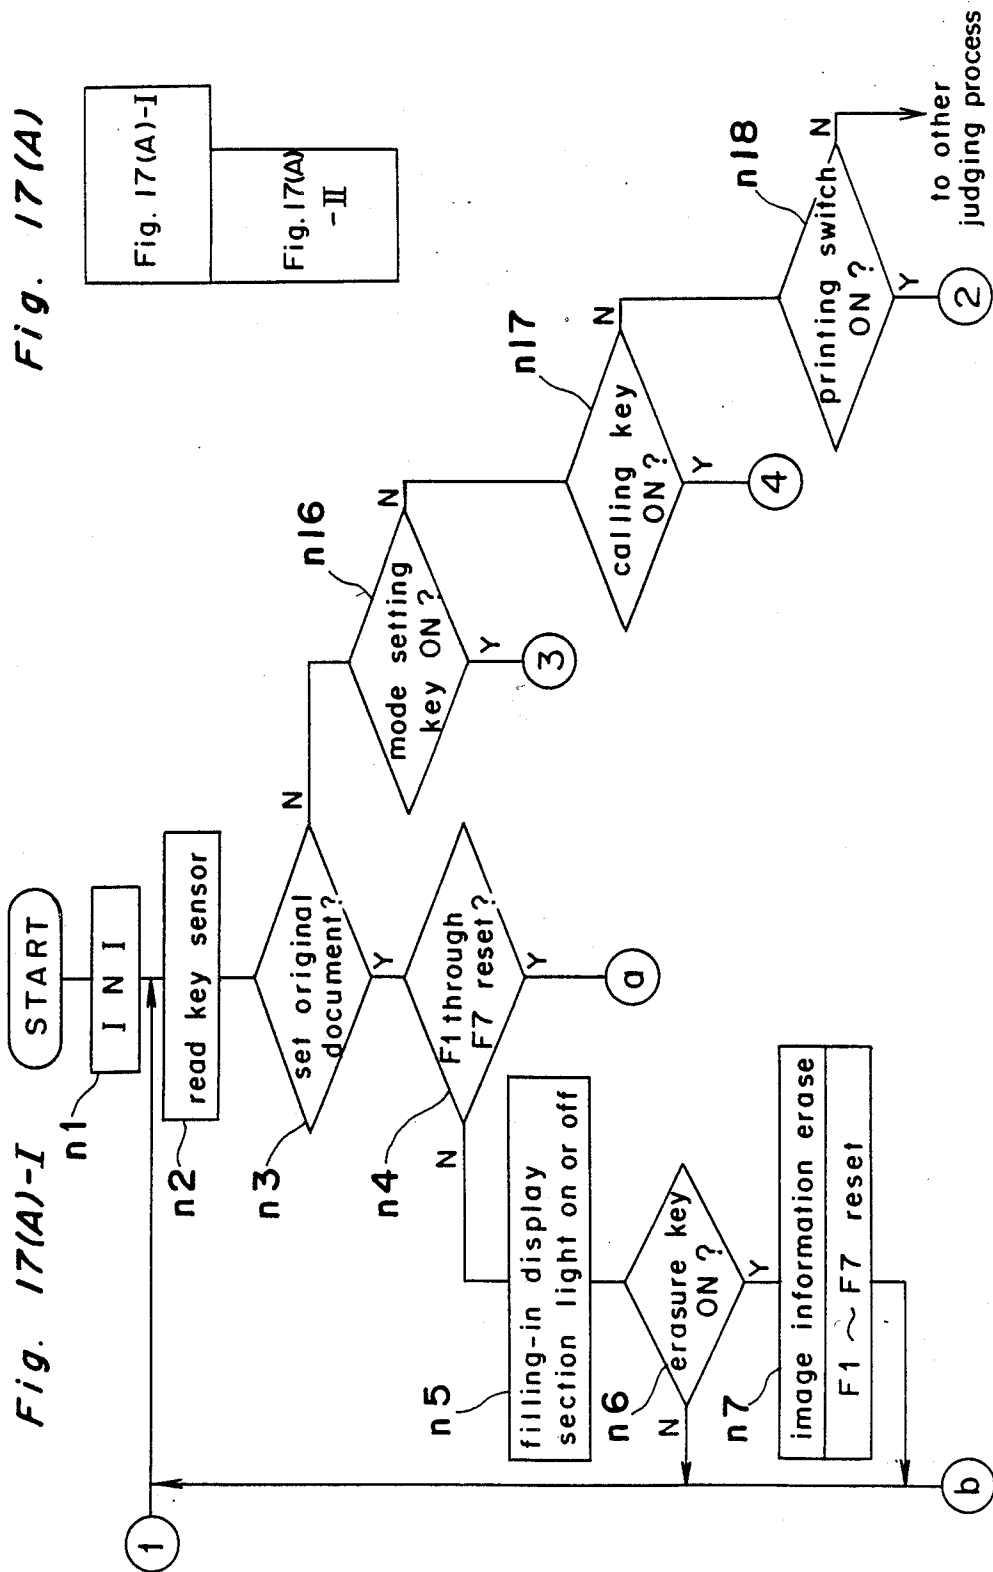 Fig. 17(A)-I
Fig. 17(A)
Fig. 17(A)-I
Fig. 17(A)
-II
START
n1
I N I
1
n2
read key sensor
n3
set original
document?
N
Y
n4
F1 through
F7 reset?
N
Y
a
n5
filling-in display
section light on or off
n6
erasure key
ON ?
N
Y
n7
image information erase
F1 ~ F7 reset
b
n16
mode setting
key ON ?
N
Y
3
n17
calling key
ON ?
N
Y
4
n18
printing switch
ON ?
N
Y
2
to other
judging process